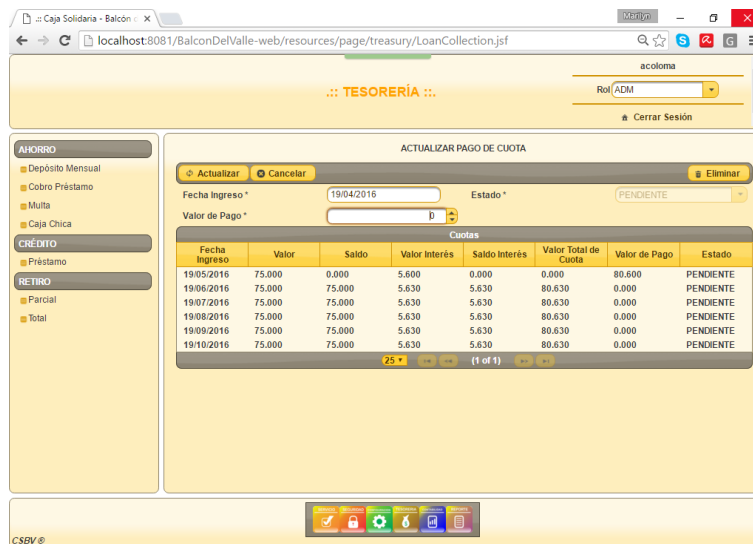 .:: Caja Solidaria - Balcón
Marilyn
localhost:8081/BalconDelValle-web/resources/page/treasury/LoanCollection.jsf
.:: TESORERÍA ::.
acoloma
Rol ADM
Cerrar Sesión
AHORRO
Depósito Mensual
Cobro Préstamo
Multa
Caja Chica
CRÉDITO
Préstamo
RETIRO
Parcial
Total
ACTUALIZAR PAGO DE CUOTA
Actualizar Cancelar Eliminar
Fecha Ingreso * 19/04/2016 Estado * PENDIENTE
Valor de Pago * 0
Cuotas
Fecha Ingreso Valor Saldo Valor Interés Saldo Interés Valor Total de Cuota Valor de Pago Estado
19/05/2016 75.000 0.000 5.600 0.000 0.000 80.600 PENDIENTE
19/06/2016 75.000 75.000 5.630 5.630 80.630 0.000 PENDIENTE
19/07/2016 75.000 75.000 5.630 5.630 80.630 0.000 PENDIENTE
19/08/2016 75.000 75.000 5.630 5.630 80.630 0.000 PENDIENTE
19/09/2016 75.000 75.000 5.630 5.630 80.630 0.000 PENDIENTE
19/10/2016 75.000 75.000 5.630 5.630 80.630 0.000 PENDIENTE
25 (1 of 1)
CSBV ®